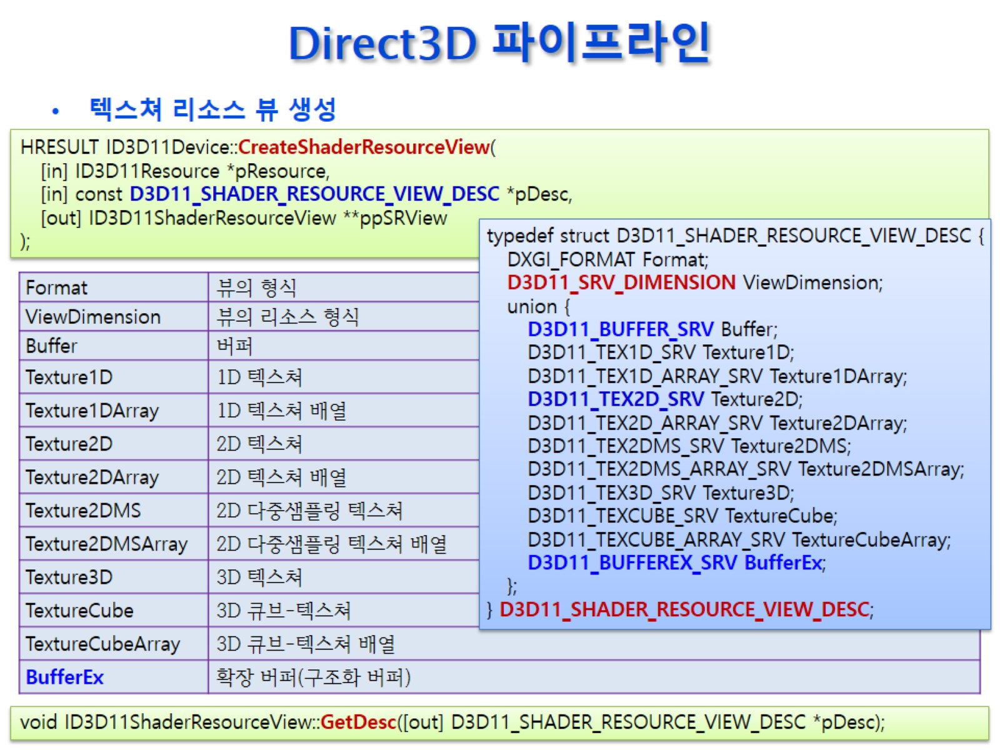 Direct3D 파이프라인
• 텍스쳐 리소스 뷰 생성
HRESULT ID3D11Device::CreateShaderResourceView(
[in] ID3D11Resource *pResource,
[in] const D3D11_SHADER_RESOURCE_VIEW_DESC *pDesc,
[out] ID3D11ShaderResourceView **ppSRView
);
typedef struct D3D11_SHADER_RESOURCE_VIEW_DESC {
DXGI_FORMAT Format;
D3D11_SRV_DIMENSION ViewDimension;
union {
D3D11_BUFFER_SRV Buffer;
D3D11_TEX1D_SRV Texture1D;
D3D11_TEX1D_ARRAY_SRV Texture1DArray;
D3D11_TEX2D_SRV Texture2D;
D3D11_TEX2D_ARRAY_SRV Texture2DArray;
D3D11_TEX2DMS_SRV Texture2DMS;
D3D11_TEX2DMS_ARRAY_SRV Texture2DMSArray;
D3D11_TEX3D_SRV Texture3D;
D3D11_TEXCUBE_SRV TextureCube;
D3D11_TEXCUBE_ARRAY_SRV TextureCubeArray;
D3D11_BUFFEREX_SRV BufferEx;
};
} D3D11_SHADER_RESOURCE_VIEW_DESC;
Format 뷰의 형식
ViewDimension 뷰의 리소스 형식
Buffer 버퍼
Texture1D 1D 텍스쳐
Texture1DArray 1D 텍스쳐 배열
Texture2D 2D 텍스쳐
Texture2DArray 2D 텍스쳐 배열
Texture2DMS 2D 다중샘플링 텍스쳐
Texture2DMSArray 2D 다중샘플링 텍스쳐 배열
Texture3D 3D 텍스쳐
TextureCube 3D 큐브-텍스쳐
TextureCubeArray 3D 큐브-텍스쳐 배열
BufferEx 확장 버퍼(구조화 버퍼)
void ID3D11ShaderResourceView::GetDesc([out] D3D11_SHADER_RESOURCE_VIEW_DESC *pDesc);